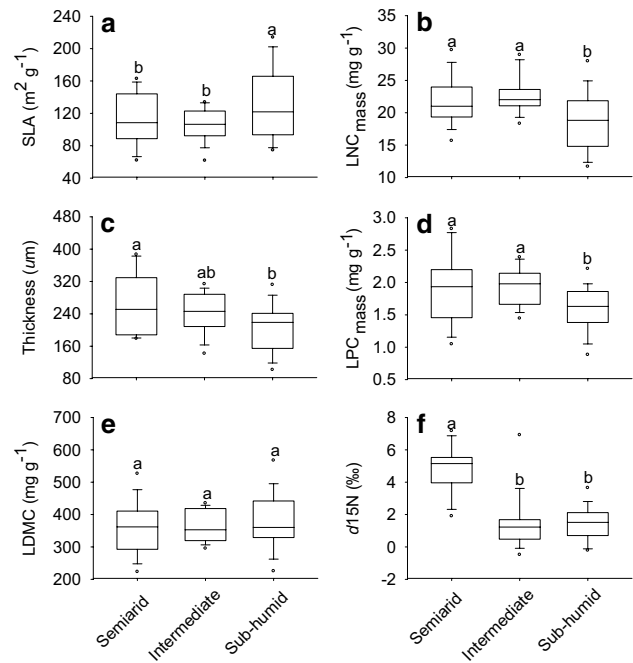 a
b
240
200
160
120
80
40
SLA (m² g⁻¹)
b
b
a
30
25
20
15
10
LNC mass (mg g⁻¹)
a
a
b
c
d
480
400
320
240
160
80
Thickness (um)
a
ab
b
3.0
2.5
2.0
1.5
1.0
0.5
LPC mass (mg g⁻¹)
a
a
b
e
f
700
600
500
400
300
200
LDMC (mg g⁻¹)
a
a
a
8
6
4
2
0
-2
d15N (‰)
a
b
b
Semiarid
Intermediate
Sub-humid
Semiarid
Intermediate
Sub-humid